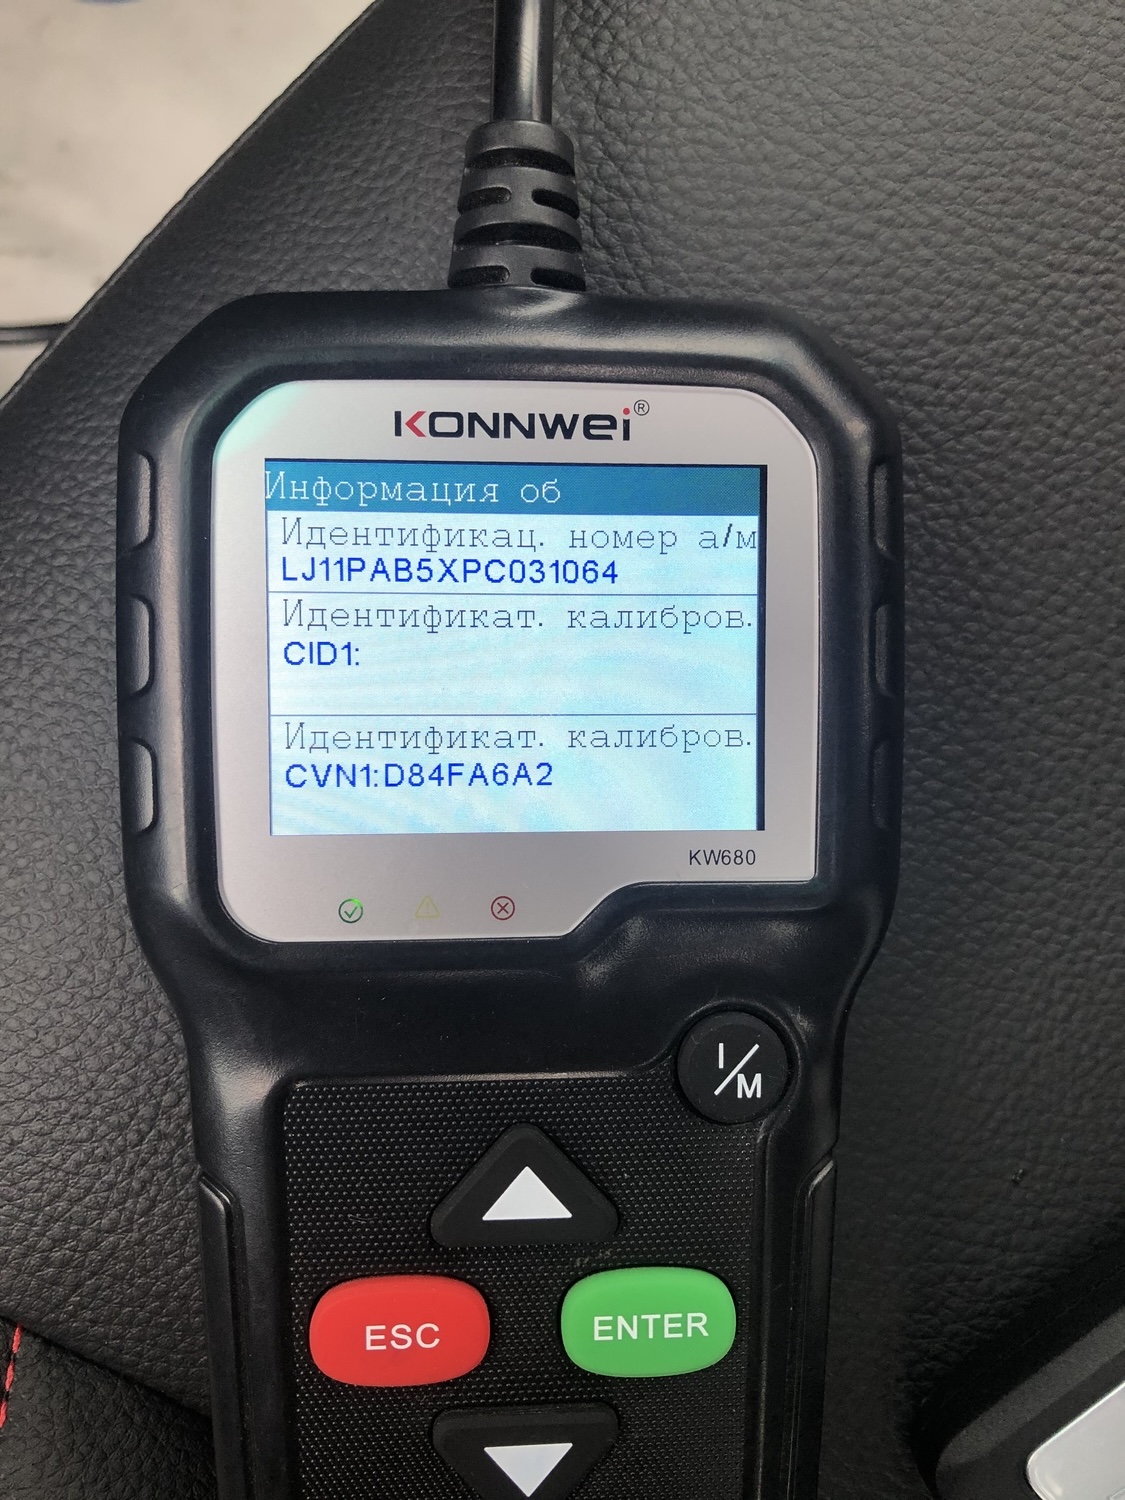 KONNWEi®
Информация об
Идентификац. номер а/м
LJ11PAB5XPC031064
Идентификат. калибров.
CID1:
Идентификат. калибров.
CVN1:D84FA6A2
KW680
I/M
ESC
ENTER